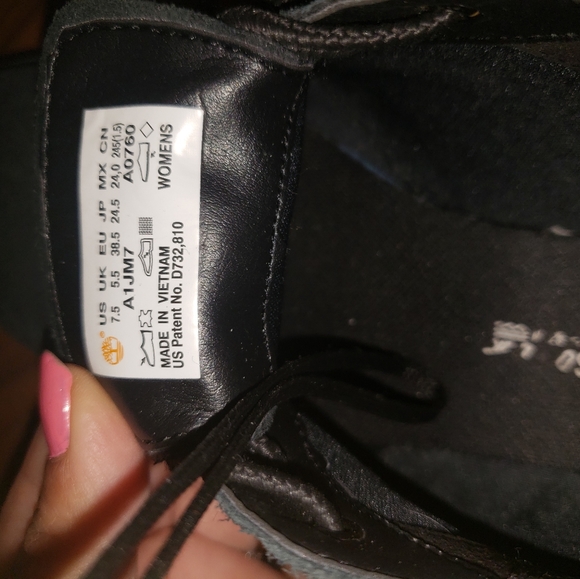 ® US UK EU JP MX CN
7.5 5.5 38.5 24.5 24,0 245(1.5)
A1JM7 A0760
WOMENS
MADE IN VIETNAM
US Patent No. D732,810